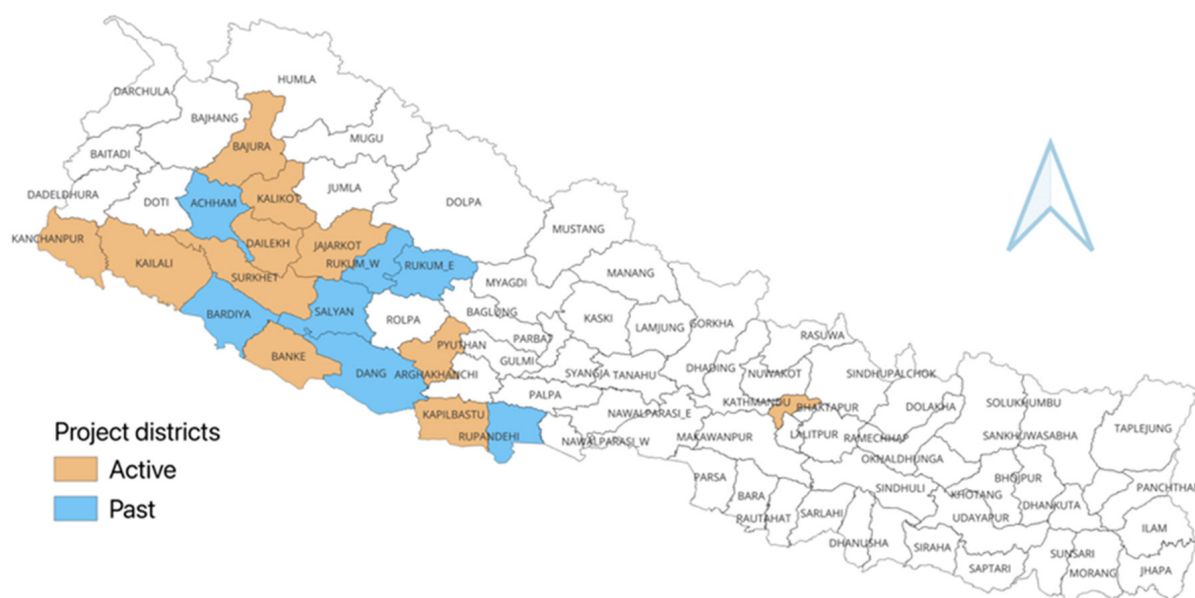 HUMLA
DARCHULA
BAJHANG
MUGU
BAJURA
BAITADI
JUMLA
DADELDHURA
DOTI
ACHHAM
KALIKOT
DOLPA
MUSTANG
KANCHANPUR
DAILEKH
JAJARKOT
KAILALI
RUKUM_W
RUKUM_E
SURKHET
MANANG
MYAGDI
BARDIYA
SALYAN
ROLPA
BAGLUNG
KASKI
LAMJUNG
GORKHA
RASUWA
PYUTHAN
PARBAT
BANKE
GULMI
DANG
ARGHAKHANCHI
SYANGJA
TANAHU
DHADING
NUWAKOT
SINDHUPALCHOK
PALPA
KATHMANDU
BHAKTAPUR
DOLAKHA
SOLUKHUMBU
KAPILBASTU
NAWALPARASI_E
TAPLEJUNG
RUPANDEHI
NAWALPARASI_W
MAKAWANPUR
LALITPUR
RAMECHHAP
SANKHUWASABHA
OKHALDHUNGA
Project districts
Active
Past
PARSA
SINDHULI
BHOJPUR
PANCHTHAR
BARA
KHOTANG
DHANKUTA
RAUTAHAT
SARLAHI
UDAYAPUR
ILAM
DHANUSHA
SIRAHA
SUNSARI
SAPTARI
MORANG
JHAPA